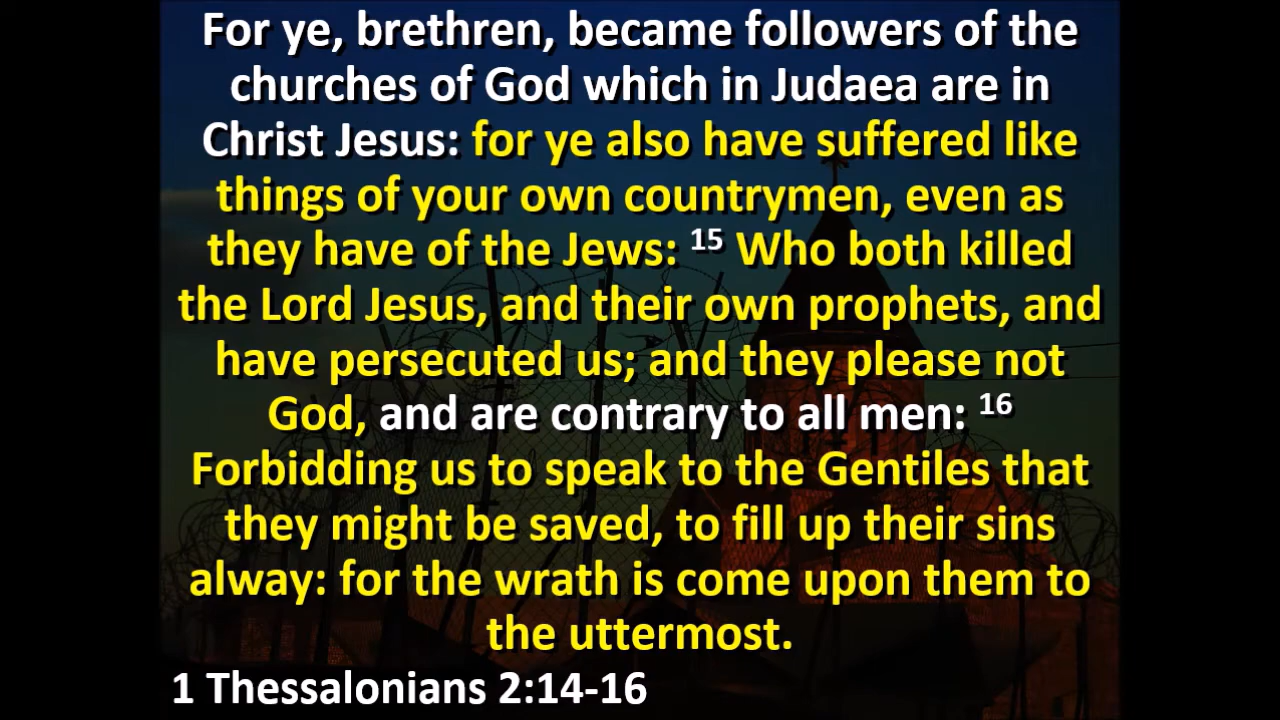 For ye, brethren, became followers of the
churches of God which in Judaea are in
Christ Jesus: for ye also have suffered like
things of your own countrymen, even as
they have of the Jews: 15 Who both killed
the Lord Jesus, and their own prophets, and
have persecuted us; and they please not
God, and are contrary to all men: 16
Forbidding us to speak to the Gentiles that
they might be saved, to fill up their sins
alway: for the wrath is come upon them to
the uttermost.
1 Thessalonians 2:14-16